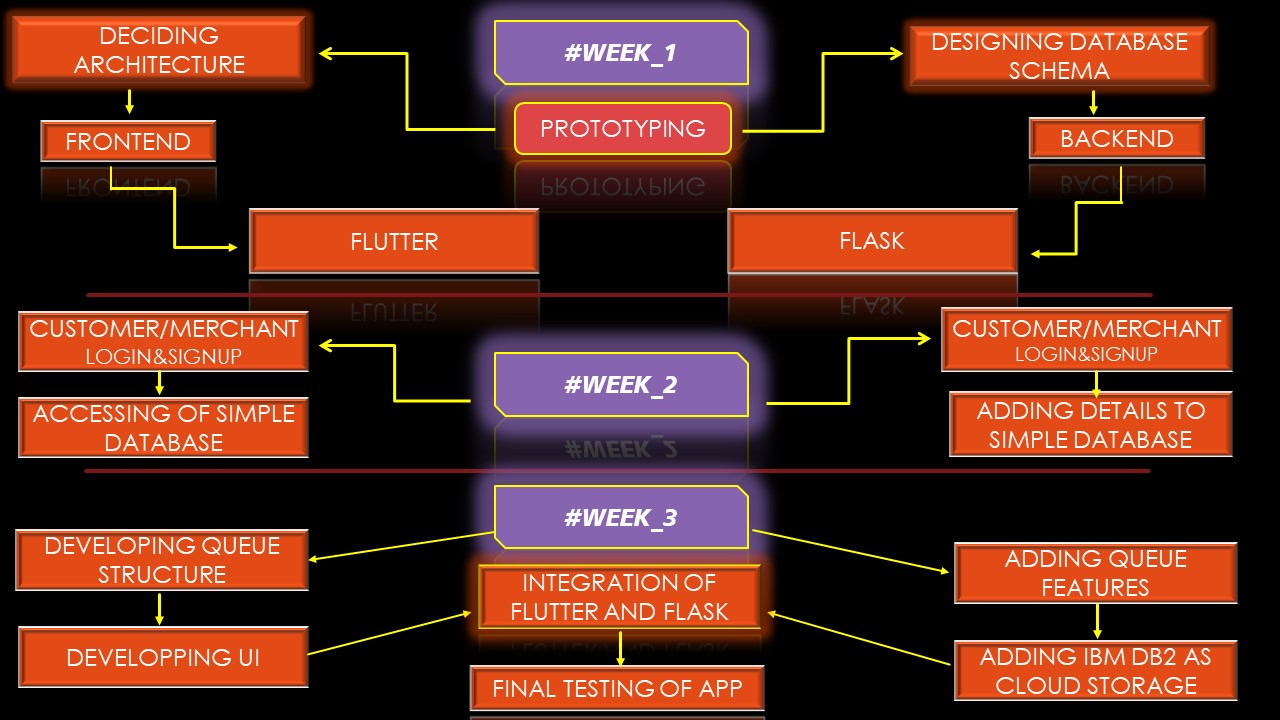 DECIDING
ARCHITECTURE
#WEEK_1
DESIGNING DATABASE
SCHEMA
PROTOTYPING
FRONTEND
BACKEND
FLUTTER
FLASK
CUSTOMER/MERCHANT
LOGIN&SIGNUP
CUSTOMER/MERCHANT
LOGIN&SIGNUP
#WEEK_2
ACCESSING OF SIMPLE
DATABASE
ADDING DETAILS TO
SIMPLE DATABASE
#WEEK_3
DEVELOPING QUEUE
STRUCTURE
ADDING QUEUE
FEATURES
INTEGRATION OF
FLUTTER AND FLASK
DEVELOPPING UI
ADDING IBM DB2 AS
CLOUD STORAGE
FINAL TESTING OF APP